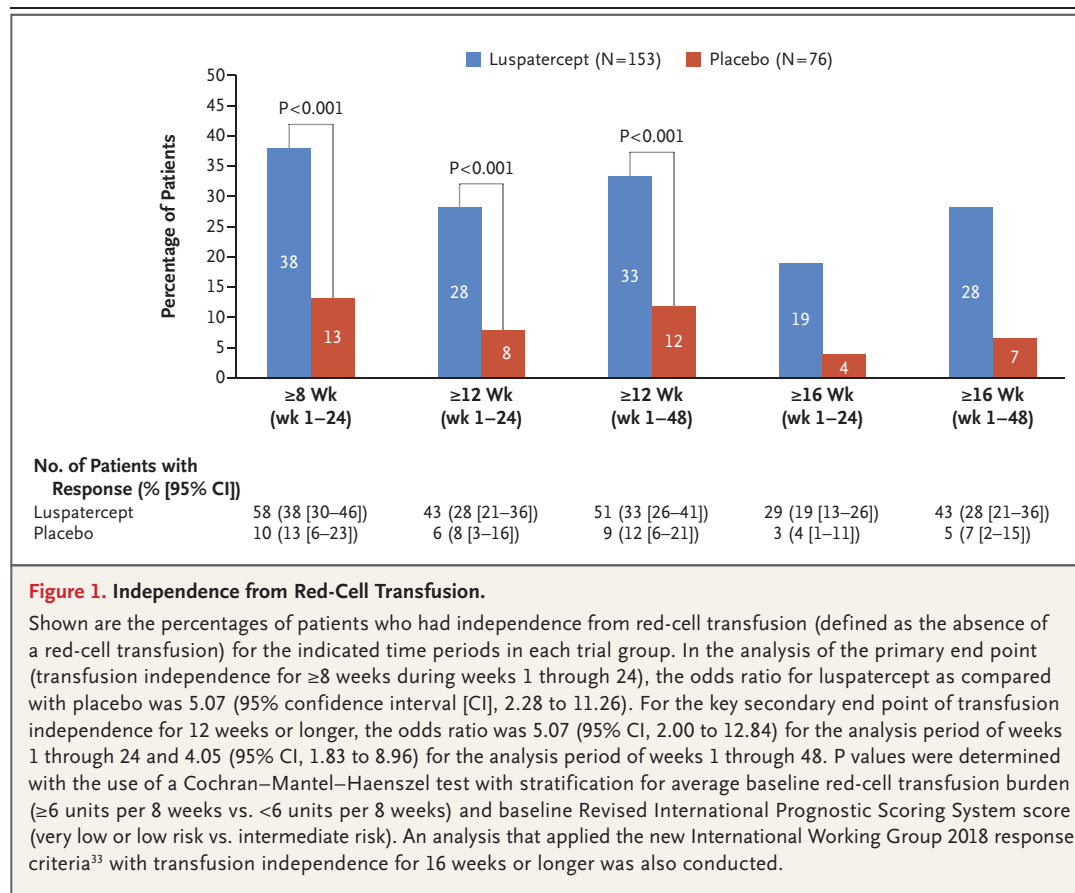 Luspatercept (N=153) Placebo (N=76)
Percentage of Patients
50
45
40
35
30
25
20
15
10
5
0
P<0.001
P<0.001
P<0.001
38
13
28
8
33
12
19
4
28
7
≥8 Wk
(wk 1–24)
≥12 Wk
(wk 1–24)
≥12 Wk
(wk 1–48)
≥16 Wk
(wk 1–24)
≥16 Wk
(wk 1–48)
No. of Patients with
Response (% [95% CI])
Luspatercept 58 (38 [30–46]) 43 (28 [21–36]) 51 (33 [26–41]) 29 (19 [13–26]) 43 (28 [21–36])
Placebo 10 (13 [6–23]) 6 (8 [3–16]) 9 (12 [6–21]) 3 (4 [1–11]) 5 (7 [2–15])
Figure 1. Independence from Red-Cell Transfusion.
Shown are the percentages of patients who had independence from red-cell transfusion (defined as the absence of
a red-cell transfusion) for the indicated time periods in each trial group. In the analysis of the primary end point
(transfusion independence for ≥8 weeks during weeks 1 through 24), the odds ratio for luspatercept as compared
with placebo was 5.07 (95% confidence interval [CI], 2.28 to 11.26). For the key secondary end point of transfusion
independence for 12 weeks or longer, the odds ratio was 5.07 (95% CI, 2.00 to 12.84) for the analysis period of weeks
1 through 24 and 4.05 (95% CI, 1.83 to 8.96) for the analysis period of weeks 1 through 48. P values were determined
with the use of a Cochran–Mantel–Haenszel test with stratification for average baseline red-cell transfusion burden
(≥6 units per 8 weeks vs. <6 units per 8 weeks) and baseline Revised International Prognostic Scoring System score
(very low or low risk vs. intermediate risk). An analysis that applied the new International Working Group 2018 response
criteria³³ with transfusion independence for 16 weeks or longer was also conducted.